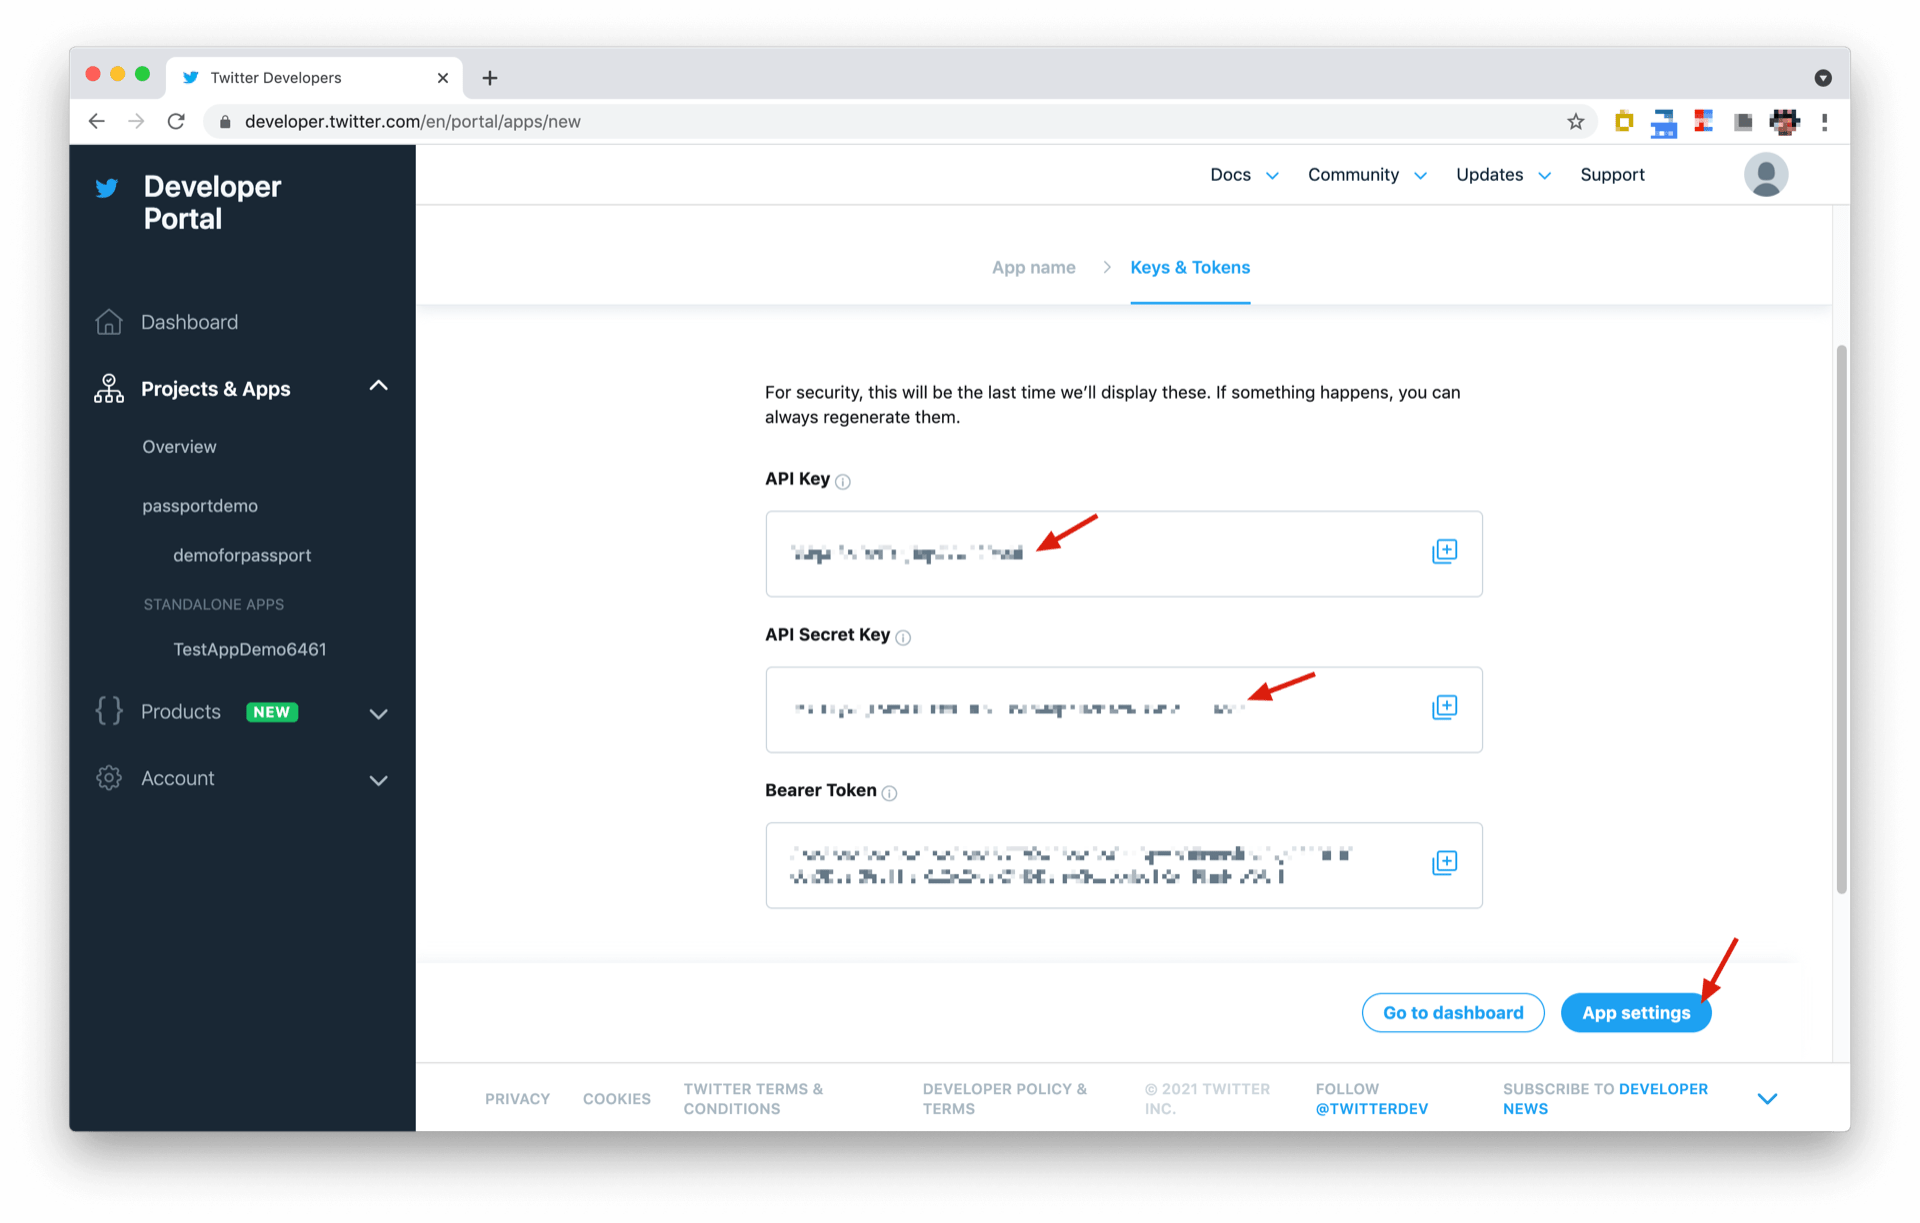 Twitter Developers
developer.twitter.com/en/portal/apps/new
Developer
Portal
Docs
Community
Updates
Support
App name
Keys & Tokens
Dashboard
Projects & Apps
Overview
passportdemo
demoforpassport
STANDALONE APPS
TestAppDemo6461
Products NEW
Account
For security, this will be the last time we’ll display these. If something happens, you can
always regenerate them.
API Key
API Secret Key
Bearer Token
Go to dashboard
App settings
PRIVACY
COOKIES
TWITTER TERMS &
CONDITIONS
DEVELOPER POLICY &
TERMS
© 2021 TWITTER
INC.
FOLLOW
@TWITTERDEV
SUBSCRIBE TO DEVELOPER
NEWS